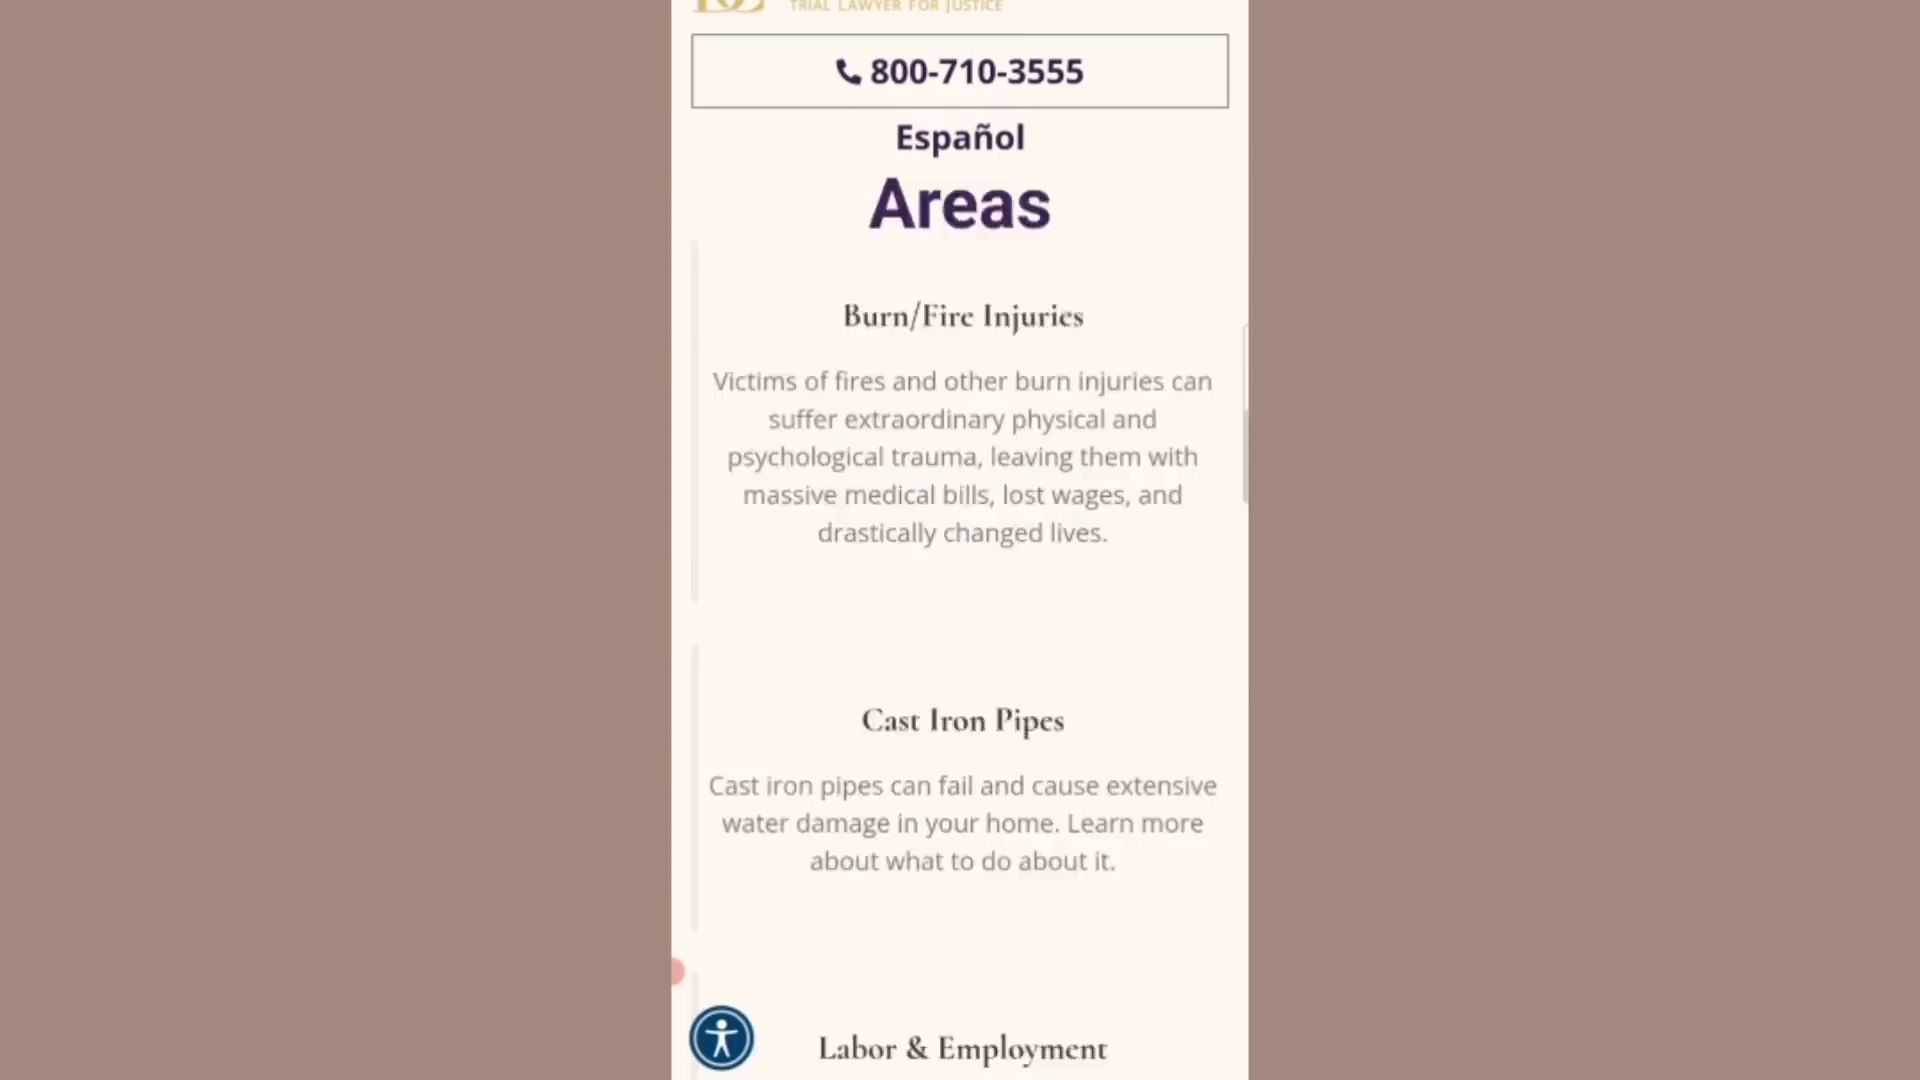 TRIAL LAWYER FOR JUSTICE
800-710-3555
Español
Areas
Burn/Fire Injuries
Victims of fires and other burn injuries can
suffer extraordinary physical and
psychological trauma, leaving them with
massive medical bills, lost wages, and
drastically changed lives.
Cast Iron Pipes
Cast iron pipes can fail and cause extensive
water damage in your home. Learn more
about what to do about it.
Labor & Employment